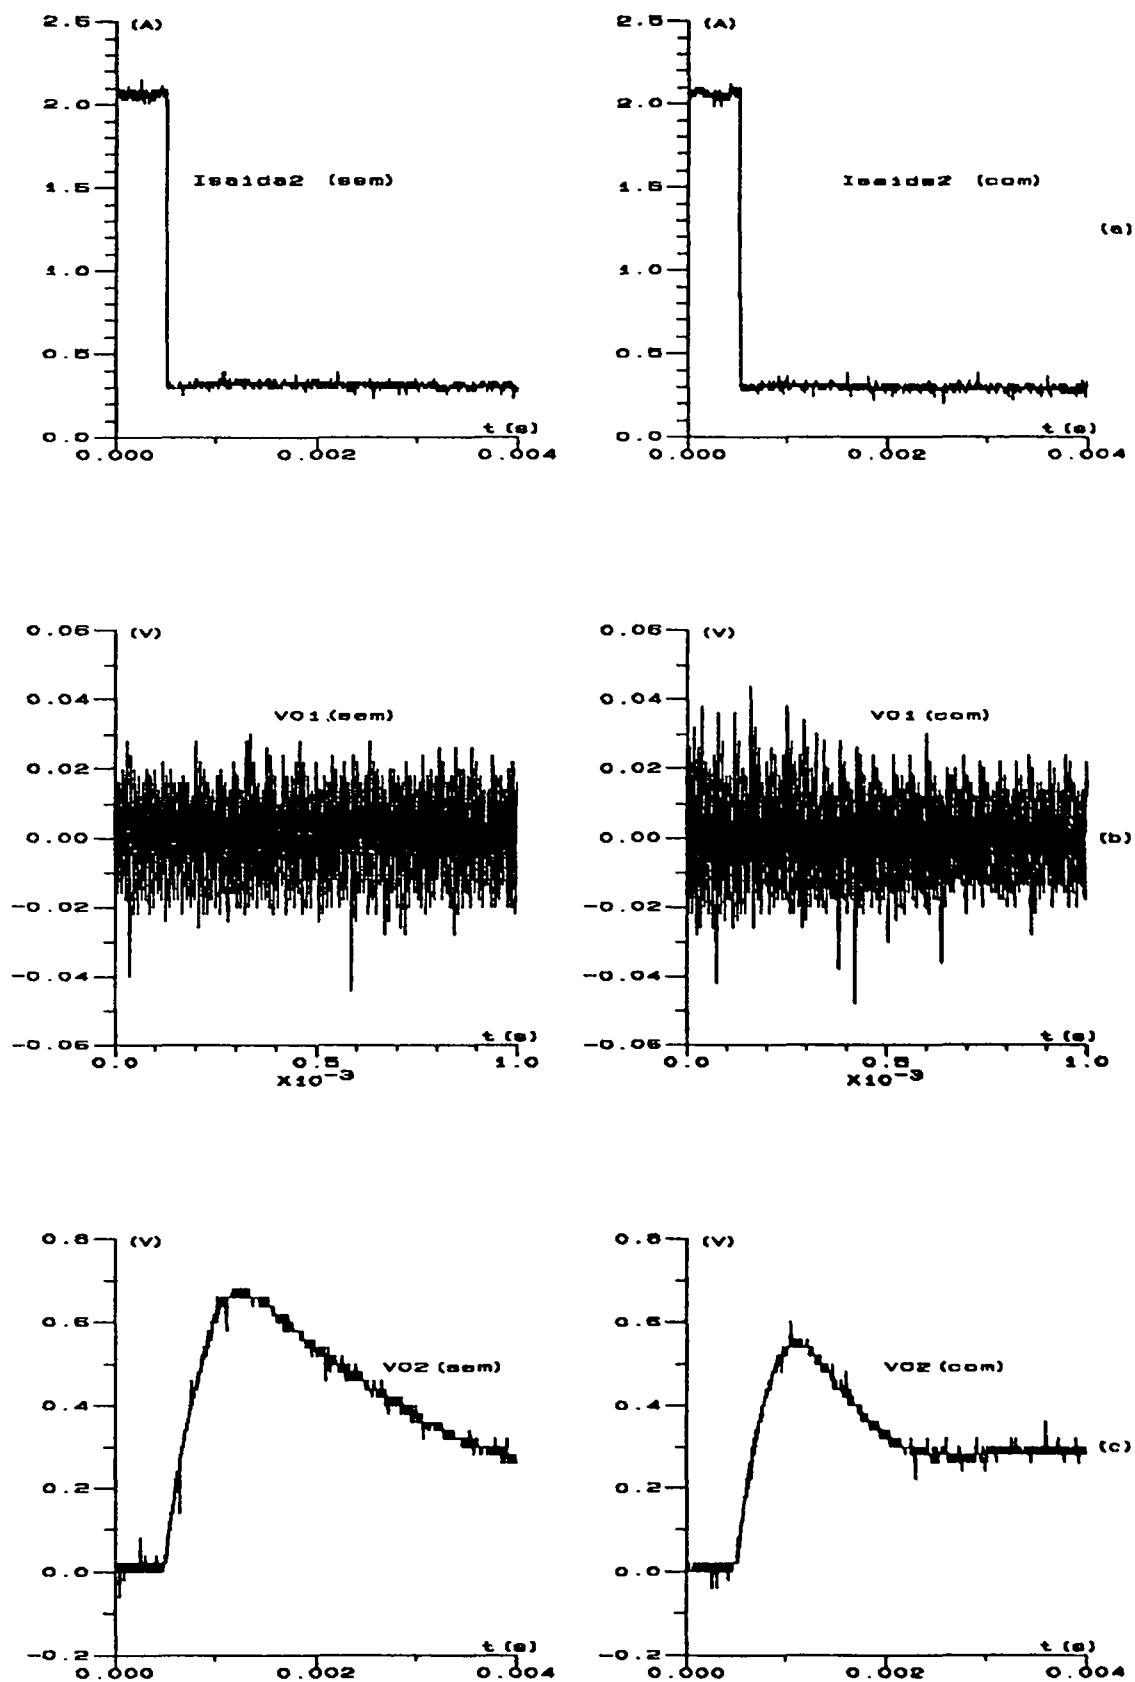 2.5 (A)
2.0
Isaida2 (sem)
1.5
1.0
0.5
0.0
t(s)
0.000 0.002 0.004
2.5 (A)
2.0
Isaida2 (com)
1.5
(a)
1.0
0.5
0.0
t(s)
0.000 0.002 0.004
0.06 (V)
0.04
VO1 (sem)
0.02
0.00
-0.02
-0.04
-0.06
t(s)
0.0 0.5 1.0
X10-3
0.06 (V)
0.04
VO1 (com)
0.02
0.00
(b)
-0.02
-0.04
-0.06
t(s)
0.0 0.5 1.0
X10-3
0.8 (V)
0.6
VO2 (sem)
0.4
0.2
0.0
-0.2
t(s)
0.000 0.002 0.004
0.8 (V)
0.6
VO2 (com)
0.4
(c)
0.2
0.0
-0.2
t(s)
0.000 0.002 0.004